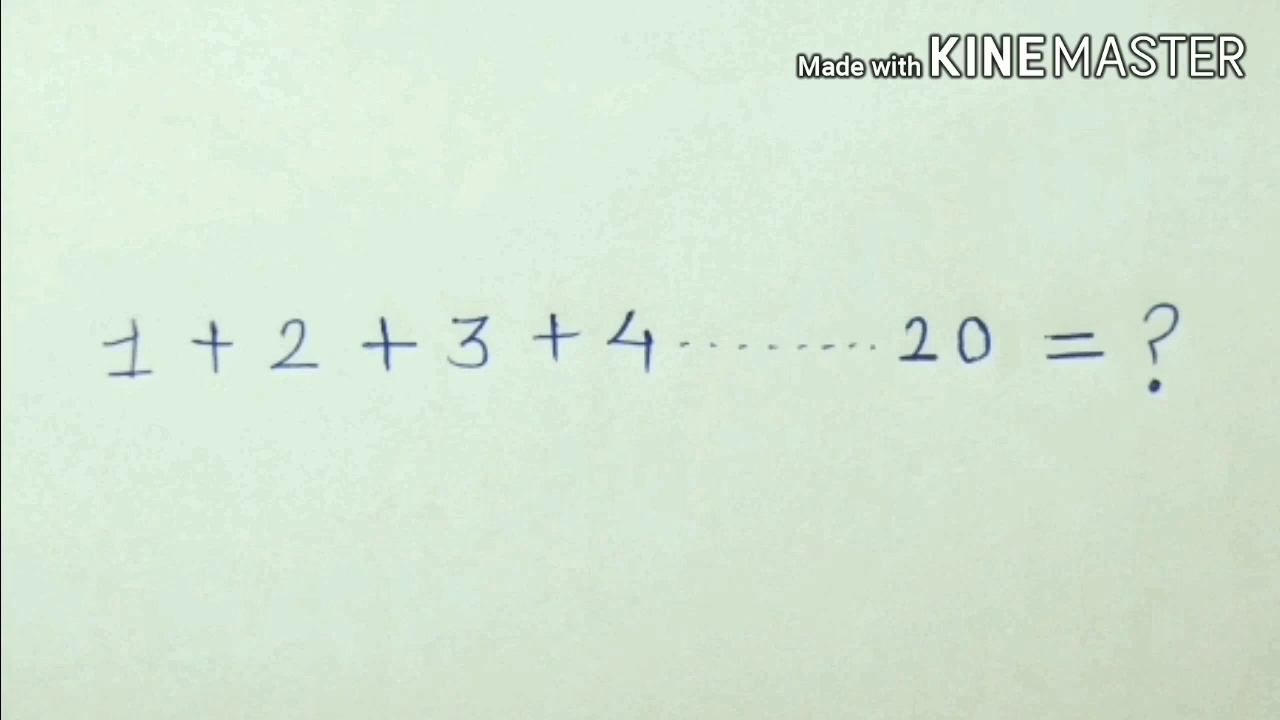 Made with KINEMASTER
1 + 2 + 3 + 4 ........ 20 = ?